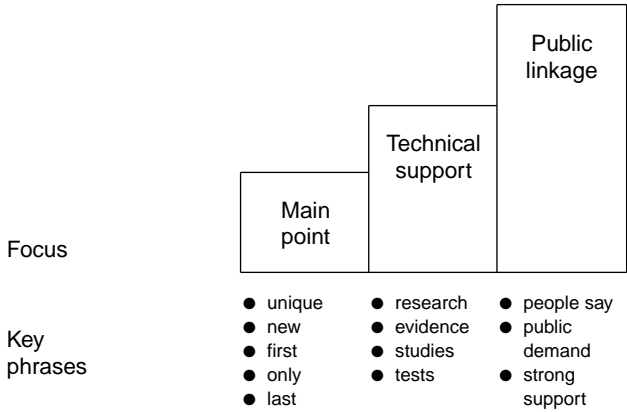 Public
linkage
Technical
support
Main
point
Focus
Key
phrases
● unique
● new
● first
● only
● last
● research
● evidence
● studies
● tests
● people say
● public
demand
● strong
support